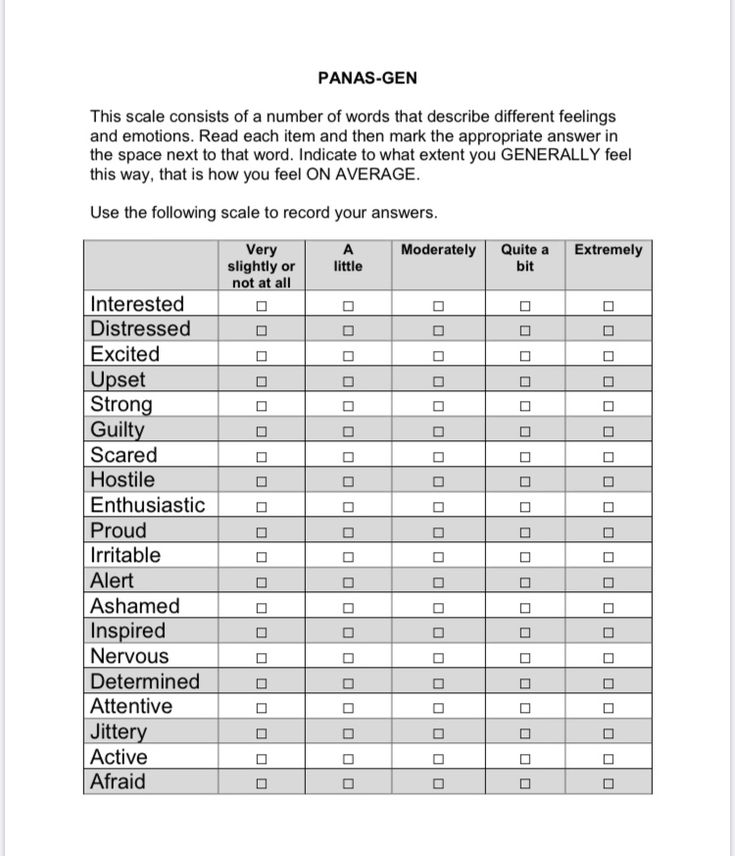 PANAS-GEN
This scale consists of a number of words that describe different feelings
and emotions. Read each item and then mark the appropriate answer in
the space next to that word. Indicate to what extent you GENERALLY feel
this way, that is how you feel ON AVERAGE.
Use the following scale to record your answers.
Very slightly or not at all
A little
Moderately
Quite a bit
Extremely
Interested
Distressed
Excited
Upset
Strong
Guilty
Scared
Hostile
Enthusiastic
Proud
Irritable
Alert
Ashamed
Inspired
Nervous
Determined
Attentive
Jittery
Active
Afraid